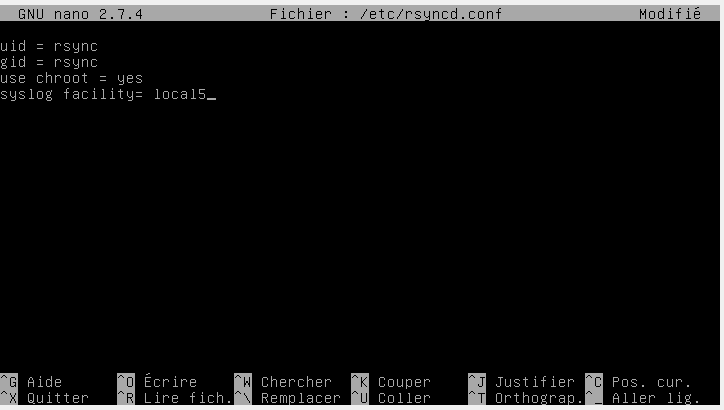 GNU nano 2.7.4 Fichier : /etc/rsyncd.conf Modifié
uid = rsync
gid = rsync
use chroot = yes
syslog facility= local5_
^G Aide ^O Écrire ^W Chercher ^K Couper ^J Justifier ^C Pos. cur.
^X Quitter ^R Lire fich. ^\ Remplacer ^U Coller ^T Orthograp. ^_ Aller lig.